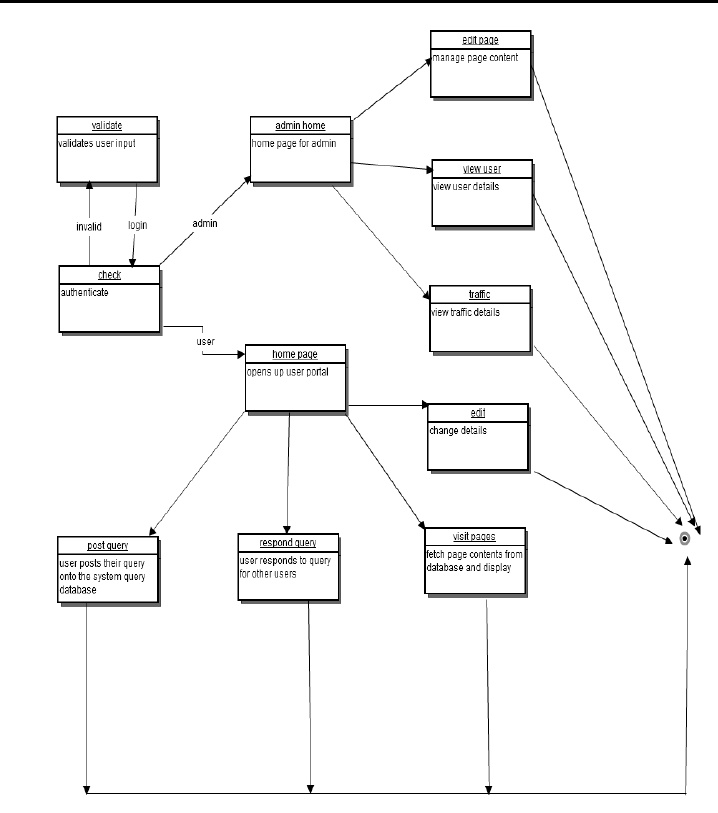 edit page
manage page content
validate
validates user input
admin home
home page for admin
view user
view user details
invalid
login
admin
check
authenticate
traffic
view traffic details
user
home page
opens up user portal
edit
change details
post query
user posts their query
onto the system query
database
respond query
user responds to query
for other users
visit pages
fetch page contents from
database and display